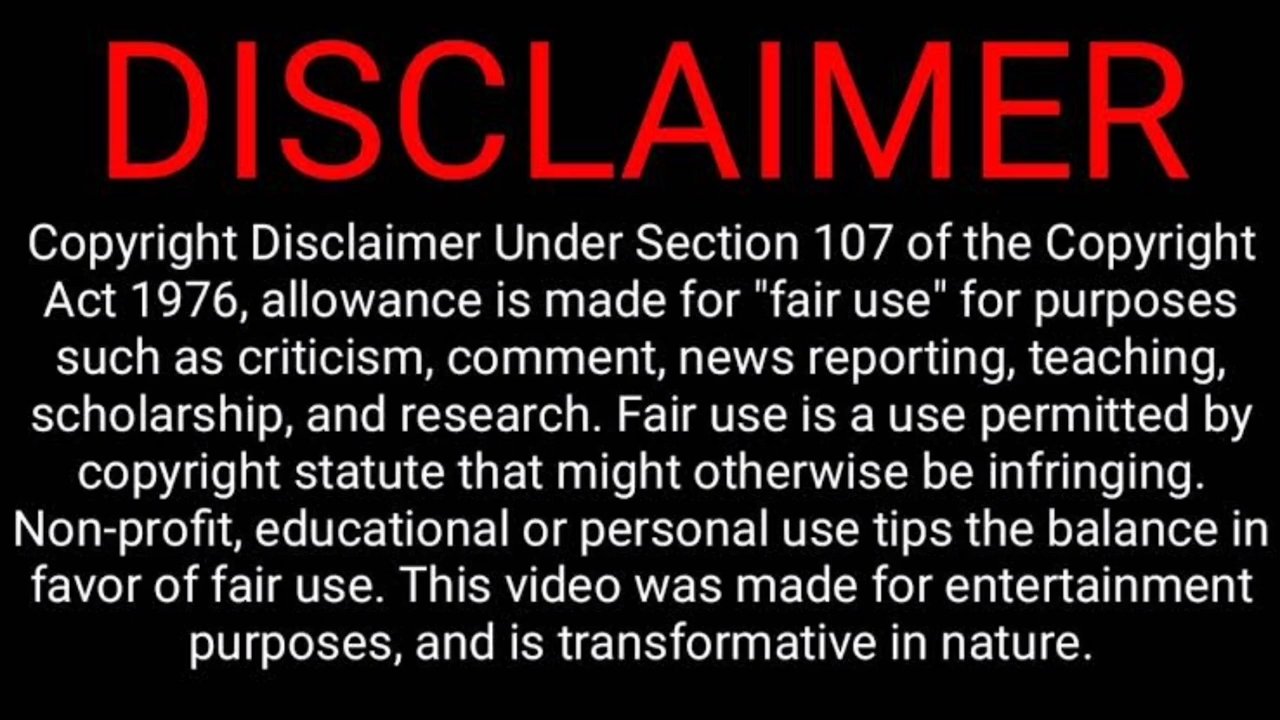 DISCLAIMER
Copyright Disclaimer Under Section 107 of the Copyright
Act 1976, allowance is made for "fair use" for purposes
such as criticism, comment, news reporting, teaching,
scholarship, and research. Fair use is a use permitted by
copyright statute that might otherwise be infringing.
Non-profit, educational or personal use tips the balance in
favor of fair use. This video was made for entertainment
purposes, and is transformative in nature.